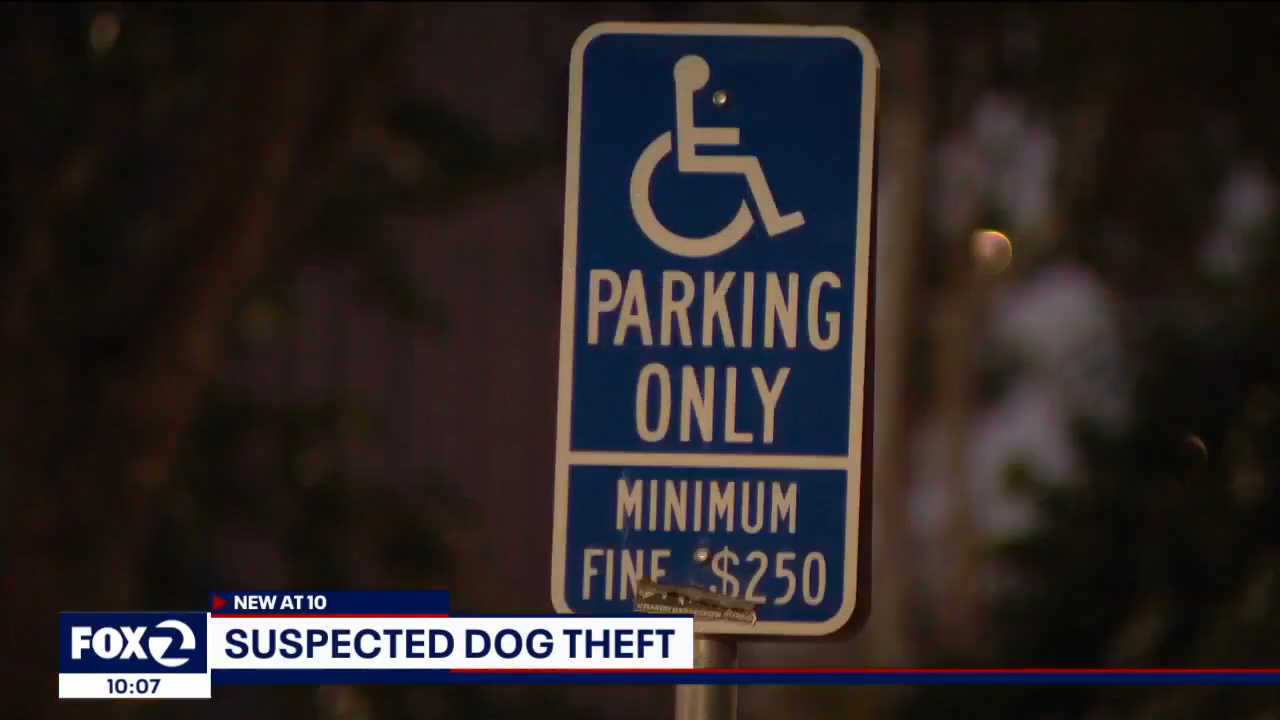 PARKING
ONLY
MINIMUM
FINE $250
NEW AT 10
FOX 2
SUSPECTED DOG THEFT
10:07